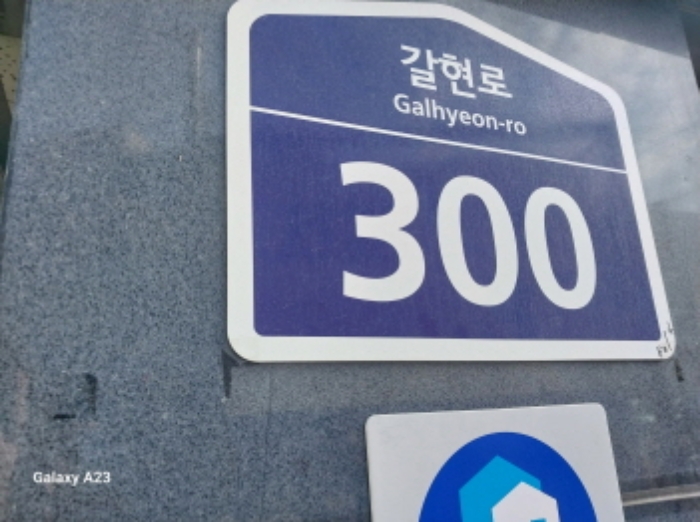 갈현로
Galhyeon-ro
300
Galaxy A23